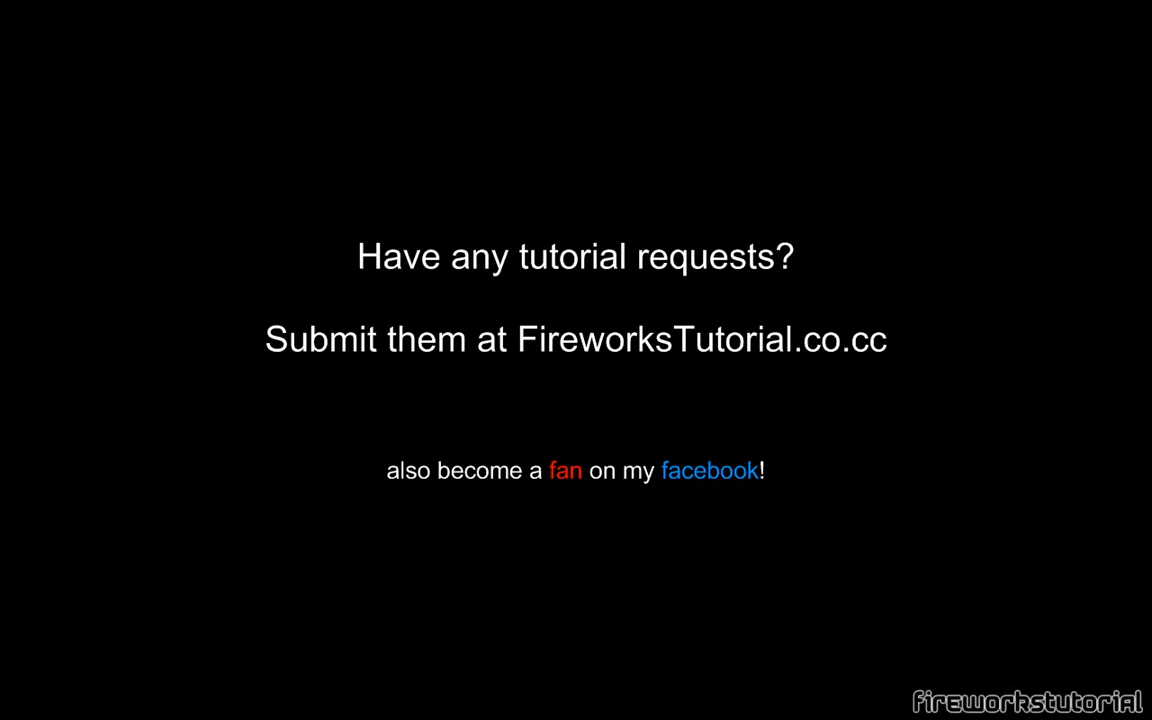 Have any tutorial requests?
Submit them at FireworksTutorial.co.cc
also become a fan on my facebook!
fireworkstutorial